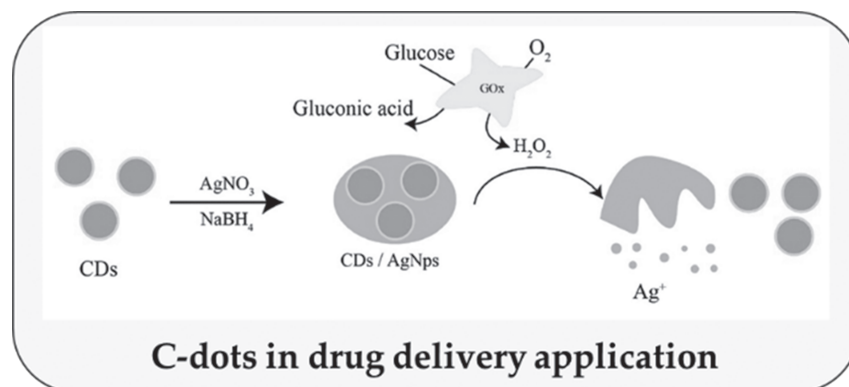 Glucose
O₂
GOx
Gluconic acid
H₂O₂
AgNO₃
NaBH₄
CDs
CDs / AgNps
Ag⁺
C-dots in drug delivery application